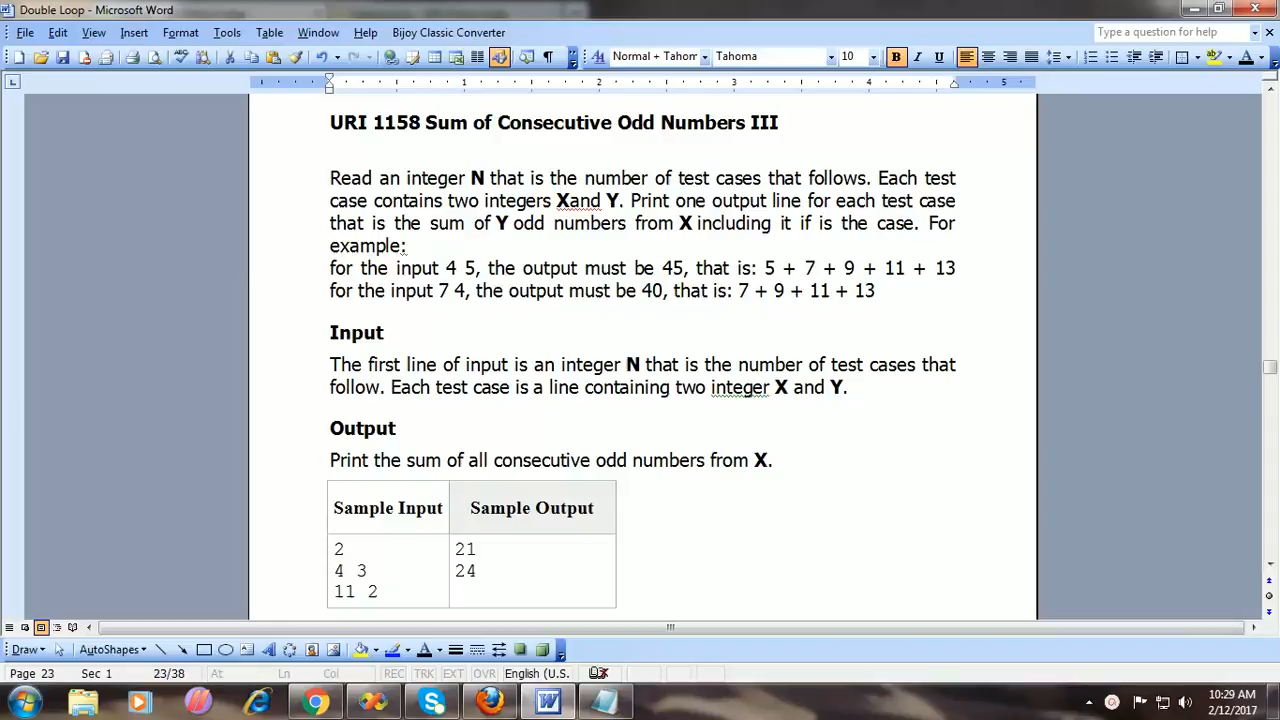 Double Loop - Microsoft Word
File Edit View Insert Format Tools Table Window Help Bijoy Classic Converter
Type a question for help
Normal + Tahom Tahoma 10 B I U
1 2 3 4 5
URI 1158 Sum of Consecutive Odd Numbers III
Read an integer N that is the number of test cases that follows. Each test
case contains two integers Xand Y. Print one output line for each test case
that is the sum of Y odd numbers from X including it if is the case. For
example:
for the input 4 5, the output must be 45, that is: 5 + 7 + 9 + 11 + 13
for the input 7 4, the output must be 40, that is: 7 + 9 + 11 + 13
Input
The first line of input is an integer N that is the number of test cases that
follow. Each test case is a line containing two integer X and Y.
Output
Print the sum of all consecutive odd numbers from X.
Sample Input Sample Output
2 21
4 3 24
11 2
Draw AutoShapes
Page 23 Sec 1 23/38 At Ln Col REC TRK EXT OVR English (U.S.
10:29 AM
2/12/2017